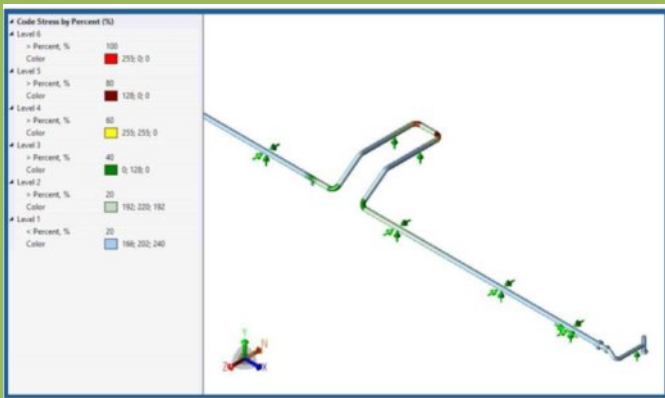 Code Stress by Percent (%)
Level 6
> Percent, % 100
Color 255; 0; 0
Level 5
> Percent, % 80
Color 128; 0; 0
Level 4
> Percent, % 60
Color 255; 255; 0
Level 3
> Percent, % 40
Color 0; 128; 0
Level 2
> Percent, % 20
Color 192; 220; 192
Level 1
< Percent, % 20
Color 166; 202; 240
Y
N
Z X